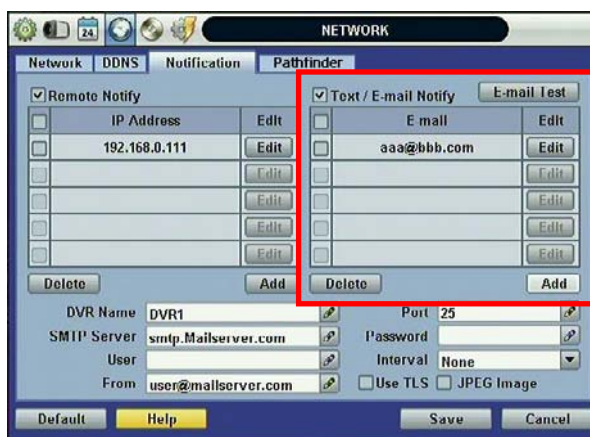 24
NETWORK
Network DDNS Notification Pathfinder
Remote Notify
IP Address Edit
192.168.0.111 Edit
Edit
Edit
Edit
Edit
Delete Add
Text / E-mail Notify E-mail Test
E mail Edit
aaa@bbb.com Edit
Edit
Edit
Edit
Edit
Delete Add
DVR Name DVR1
Port 25
SMTP Server smtp.Mailserver.com
Password
User
Interval None
From user@mailserver.com
Use TLS JPEG Image
Default Help Save Cancel